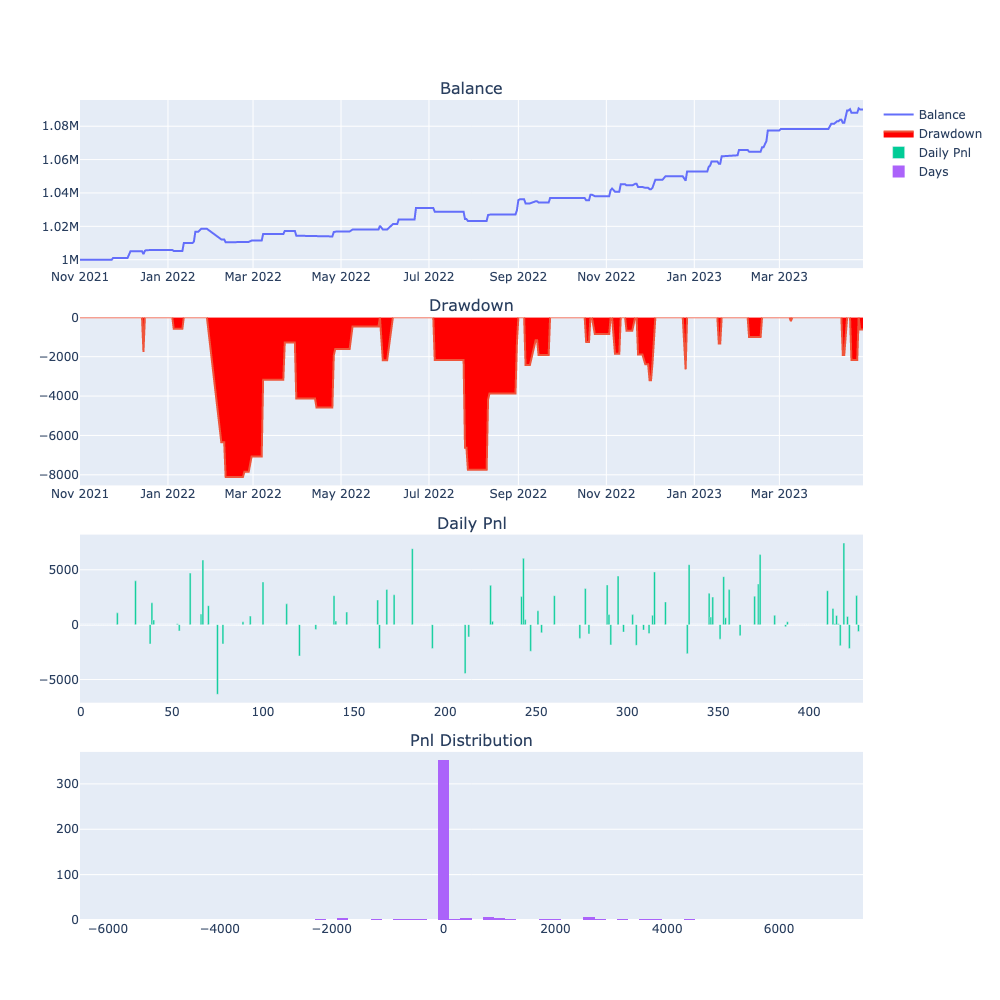 Balance
1.08M
1.06M
1.04M
1.02M
1M
Nov 2021 Jan 2022 Mar 2022 May 2022 Jul 2022 Sep 2022 Nov 2022 Jan 2023 Mar 2023
Balance
Drawdown
Daily Pnl
Days
Drawdown
0
−2000
−4000
−6000
−8000
Nov 2021 Jan 2022 Mar 2022 May 2022 Jul 2022 Sep 2022 Nov 2022 Jan 2023 Mar 2023
Daily Pnl
5000
0
−5000
0 50 100 150 200 250 300 350 400
Pnl Distribution
300
200
100
0
−6000 −4000 −2000 0 2000 4000 6000